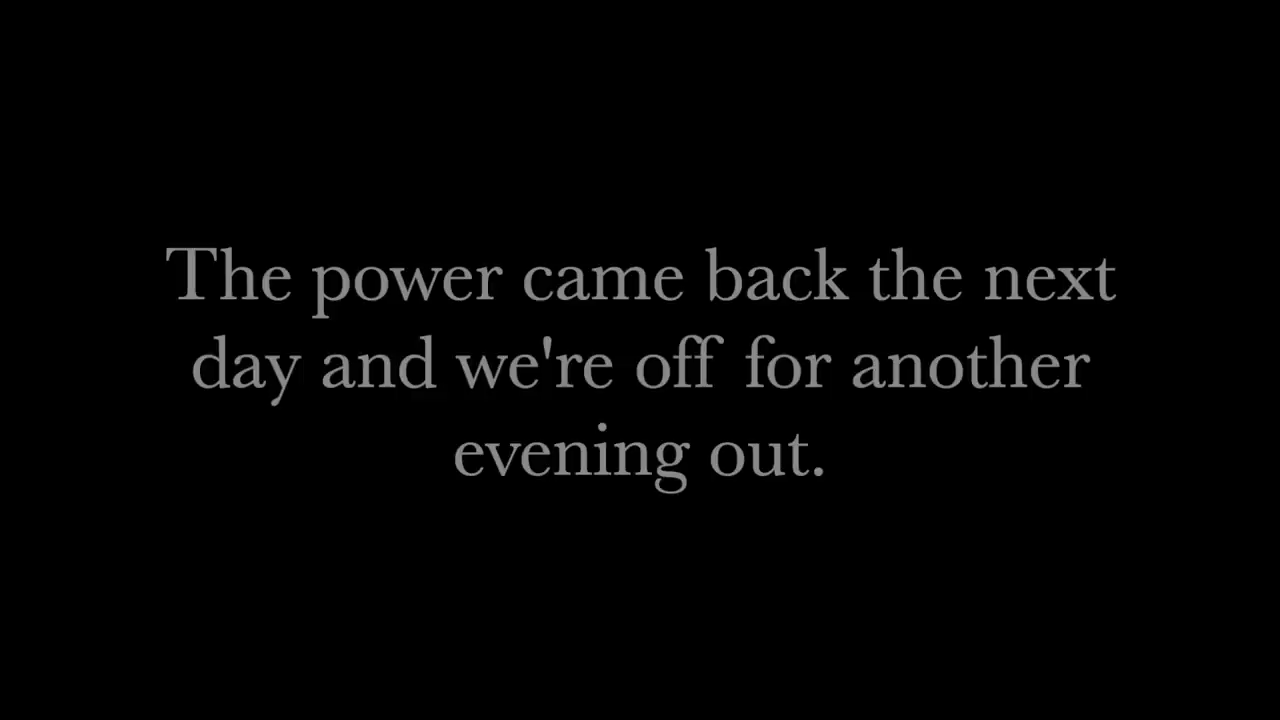 The power came back the next
day and we're off for another
evening out.